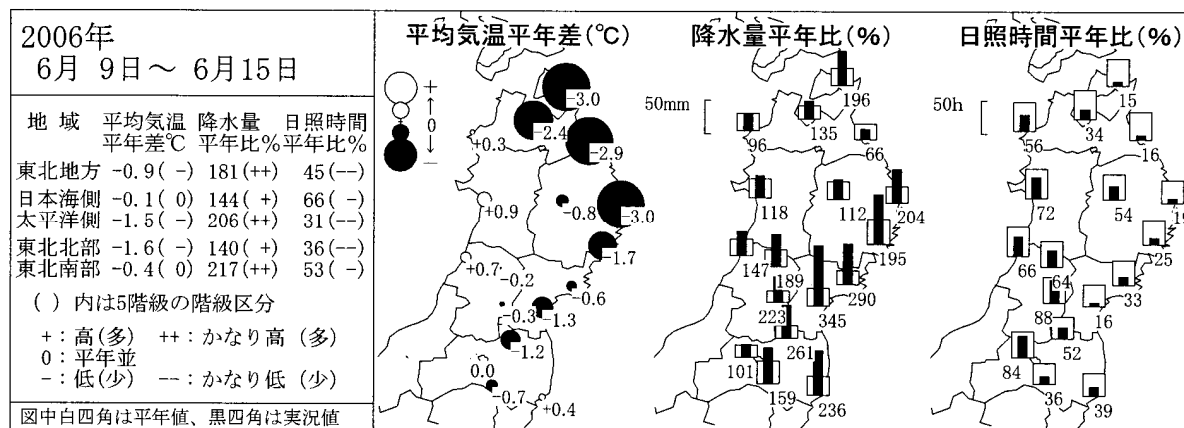 2006年
6月 9日～ 6月15日
地 域 平均気温 降水量 日照時間
平年差℃ 平年比% 平年比%
東北地方 -0.9( -) 181(++) 45(--)
日本海側 -0.1( 0) 144( +) 66( -)
太平洋側 -1.5( -) 206(++) 31(--)
東北北部 -1.6( -) 140( +) 36(--)
東北南部 -0.4( 0) 217(++) 53( -)
( ) 内は5階級の階級区分
+：高(多) ++：かなり高 (多)
0：平年並
-：低(少) --：かなり低 (少)
図中白四角は平年値、黒四角は実況値
平均気温平年差(℃)
+
↑
0
↓
-
-3.0
-2.4
+0.3
-2.9
-0.8
+0.9
-3.0
-1.7
+0.7
-0.2
-0.6
-0.3
-1.3
-1.2
0.0
-0.7
+0.4
降水量平年比(%)
50mm
196
135
96
66
118
112
204
195
147
189
290
223
345
261
101
159
236
日照時間平年比(%)
50h
15
34
56
16
72
54
19
25
66
64
33
88
16
52
84
36
39